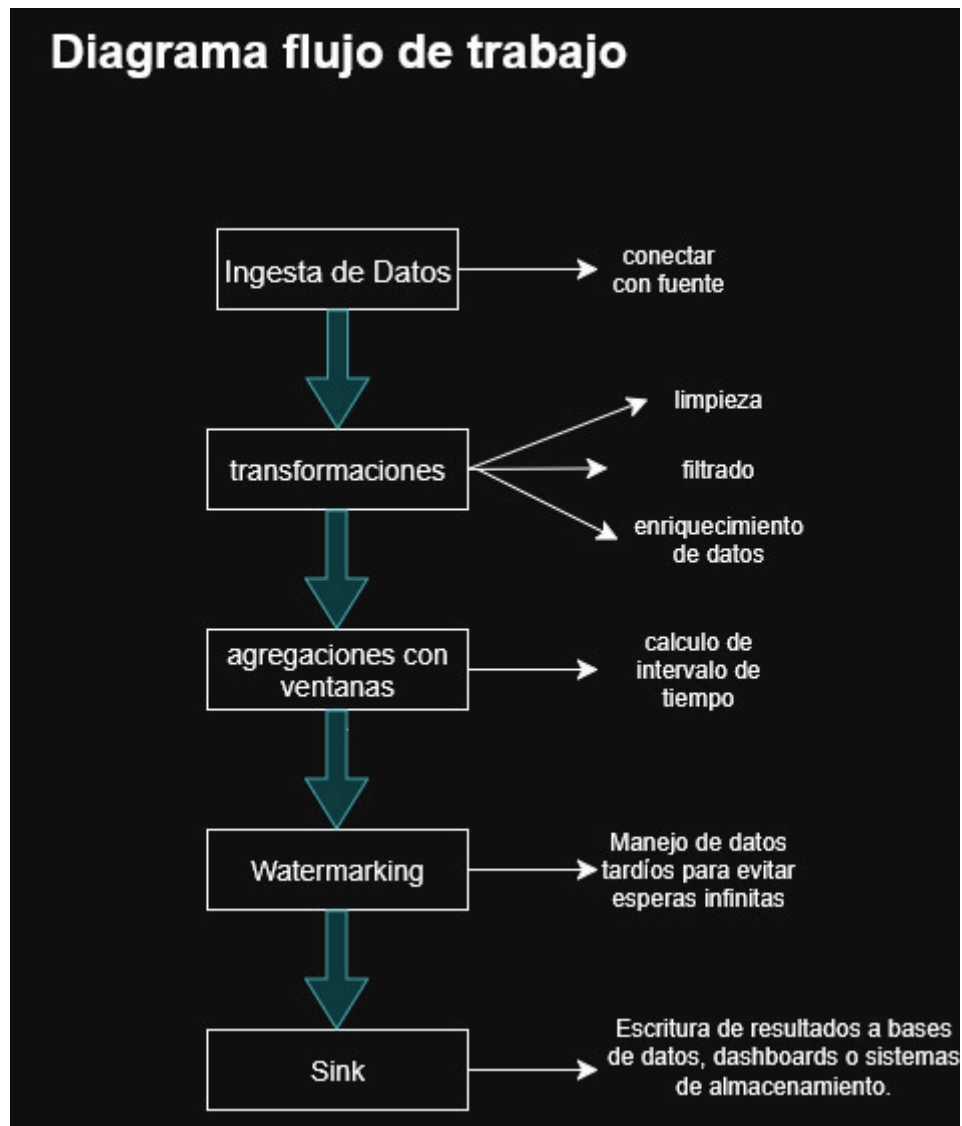 Diagrama flujo de trabajo
Ingesta de Datos
conectar
con fuente
transformaciones
limpieza
filtrado
enriquecimiento
de datos
agregaciones con
ventanas
calculo de
intervalo de
tiempo
Watermarking
Manejo de datos
tardíos para evitar
esperas infinitas
Sink
Escritura de resultados a bases
de datos, dashboards o sistemas
de almacenamiento.